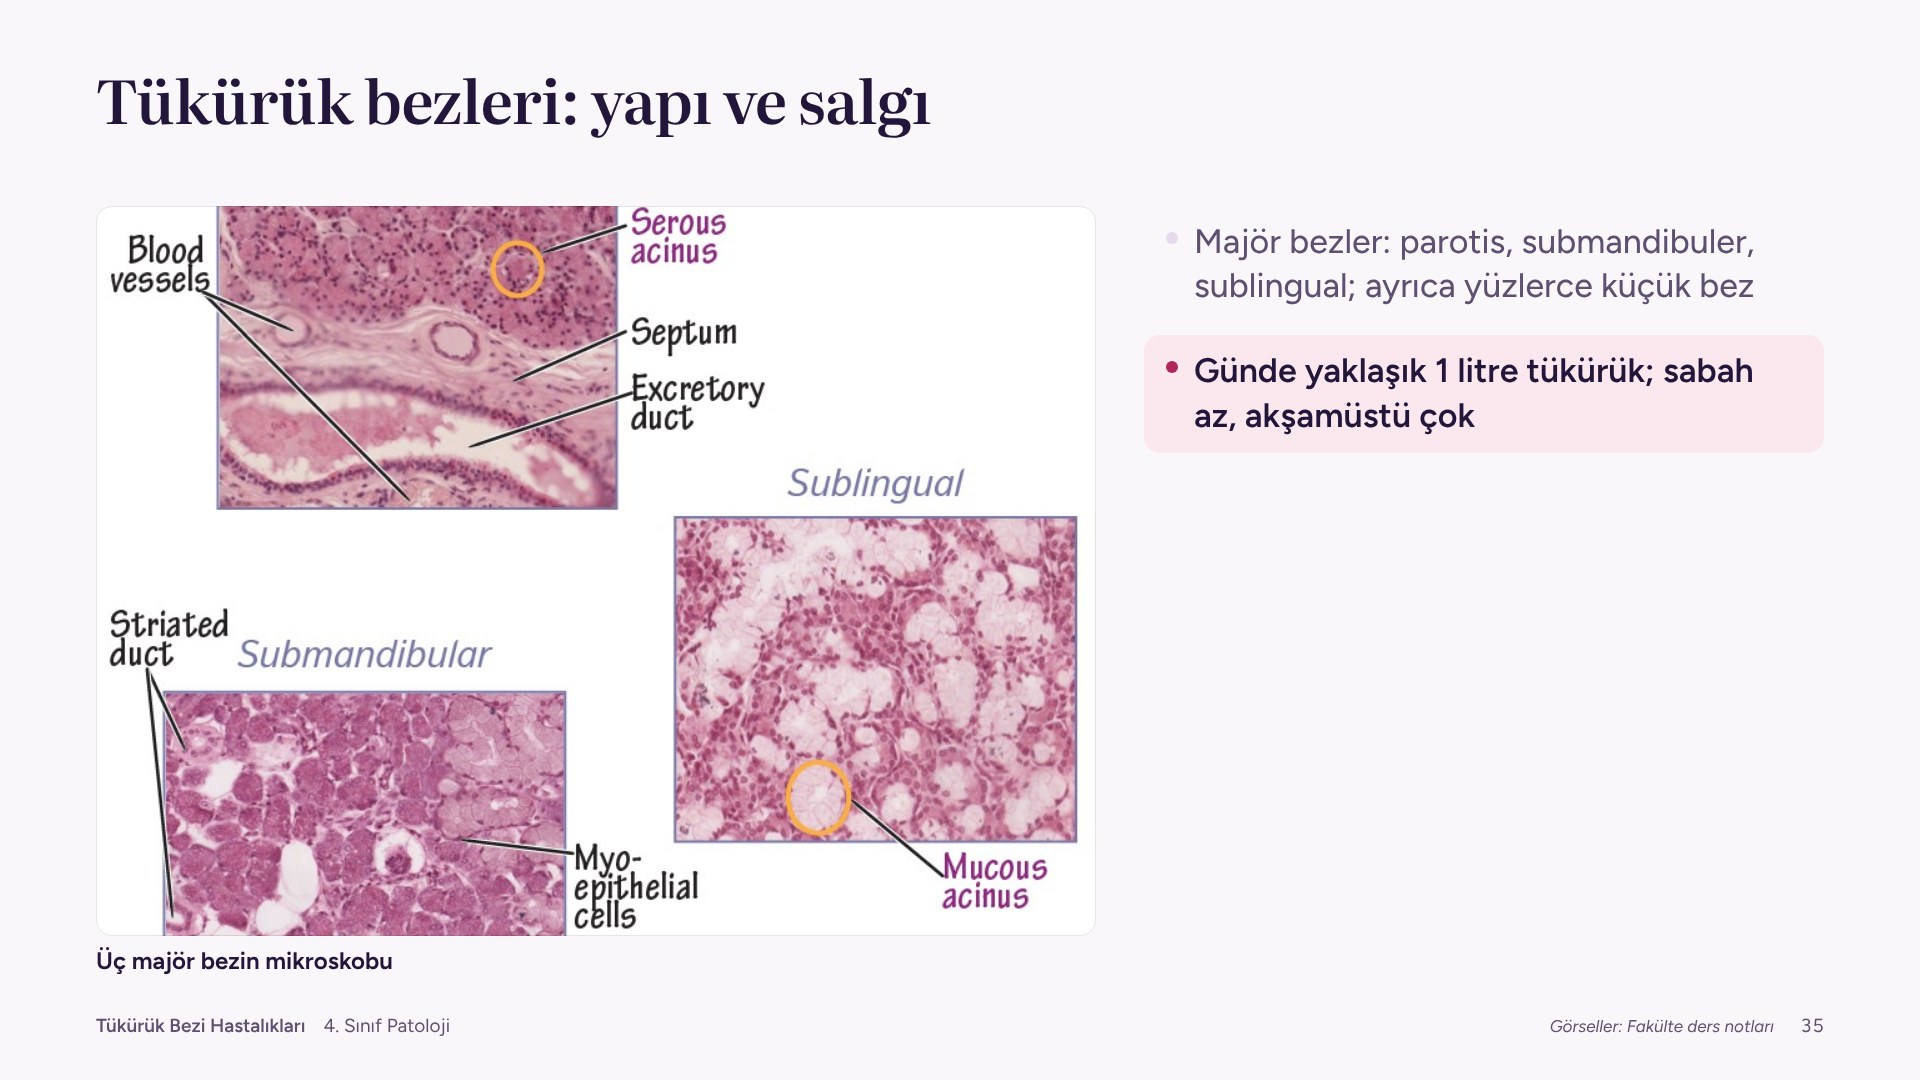 Tükürük bezleri: yapı ve salgı
Blood
vessels
Serous
acinus
Septum
Excretory
duct
Sublingual
Striated
duct
Submandibular
Myo-
epithelial
cells
Mucous
acinus
Üç majör bezin mikroskobu
Majör bezler: parotis, submandibuler,
sublingual; ayrıca yüzlerce küçük bez
Günde yaklaşık 1 litre tükürük; sabah
az, akşamüstü çok
Tükürük Bezi Hastalıkları 4. Sınıf Patoloji
Görseller: Fakülte ders notları 35